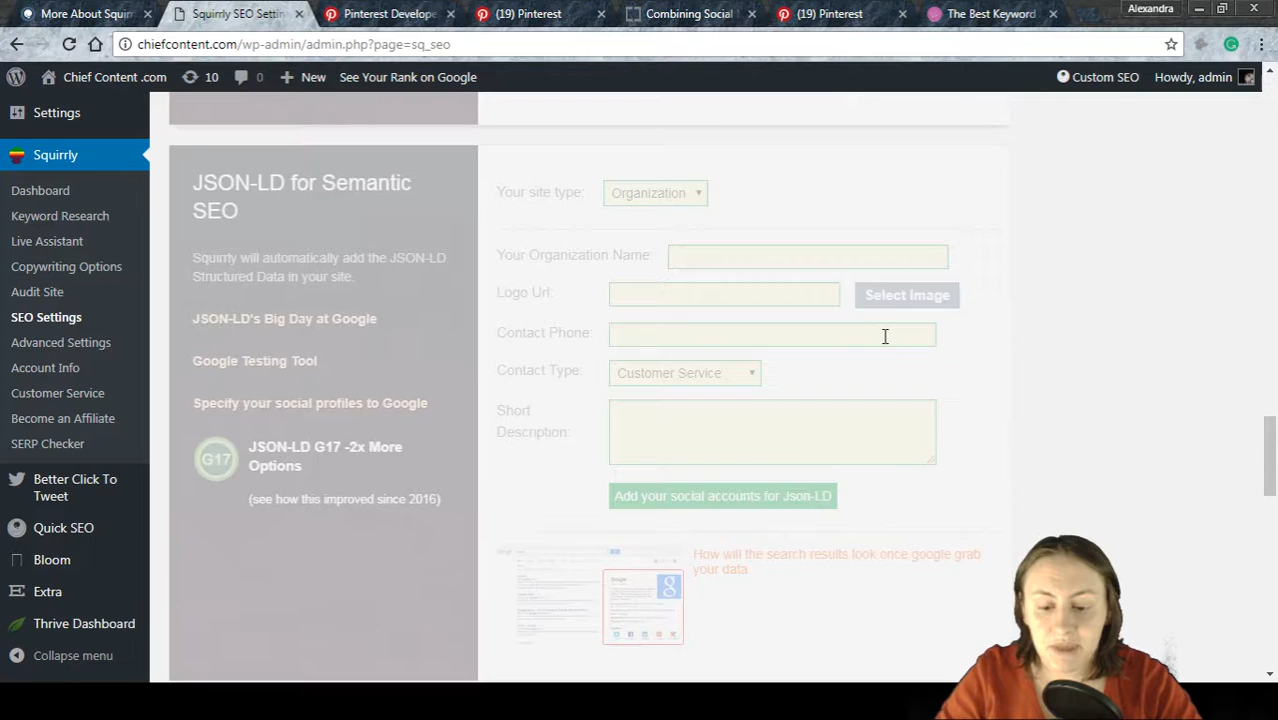 More About Squirr
Squirrly SEO Settin
Pinterest Develope
(19) Pinterest
Combining Social
(19) Pinterest
The Best Keyword
Alexandra
chiefcontent.com/wp-admin/admin.php?page=sq_seo
Chief Content .com
10
0
New
See Your Rank on Google
Custom SEO
Howdy, admin
Settings
Squirrly
Dashboard
Keyword Research
Live Assistant
Copywriting Options
Audit Site
SEO Settings
Advanced Settings
Account Info
Customer Service
Become an Affiliate
SERP Checker
Better Click To
Tweet
Quick SEO
Bloom
Extra
Thrive Dashboard
Collapse menu
JSON-LD for Semantic
SEO
Squirrly will automatically add the JSON-LD
Structured Data in your site.
JSON-LD's Big Day at Google
Google Testing Tool
Specify your social profiles to Google
G17
JSON-LD G17 -2x More
Options
(see how this improved since 2016)
Your site type:
Organization
Your Organization Name:
Logo Url:
Select Image
Contact Phone:
Contact Type:
Customer Service
Short
Description:
Add your social accounts for Json-LD
How will the search results look once google grab
your data